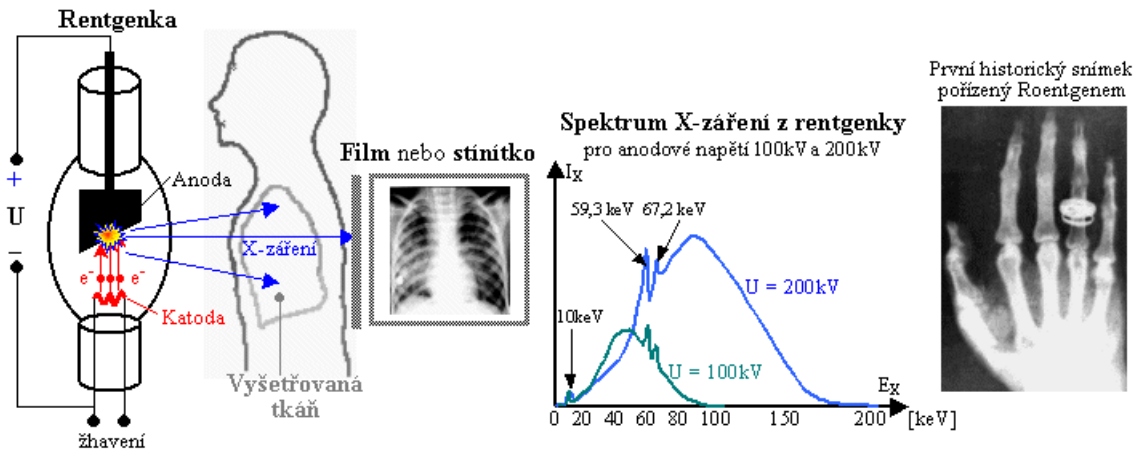 Rentgenka
+
U
−
Anoda
X-záření
e⁻
e⁻
Katoda
žhavení
Vyšetřovaná
tkáň
Film nebo stínítko
Spektrum X-záření z rentgenky
pro anodové napětí 100kV a 200kV
Ix
59,3 keV
67,2 keV
10keV
U = 200kV
U = 100kV
Ex
0 20 40 60 80 100 150 200 [keV]
První historický snímek
pořízený Roentgenem